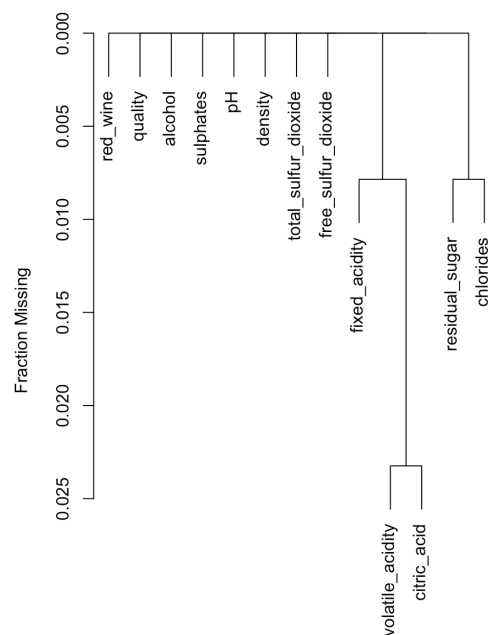 Fraction Missing
0.000
0.005
0.010
0.015
0.020
0.025
red_wine
quality
alcohol
sulphates
pH
density
total_sulfur_dioxide
free_sulfur_dioxide
fixed_acidity
volatile_acidity
citric_acid
residual_sugar
chlorides